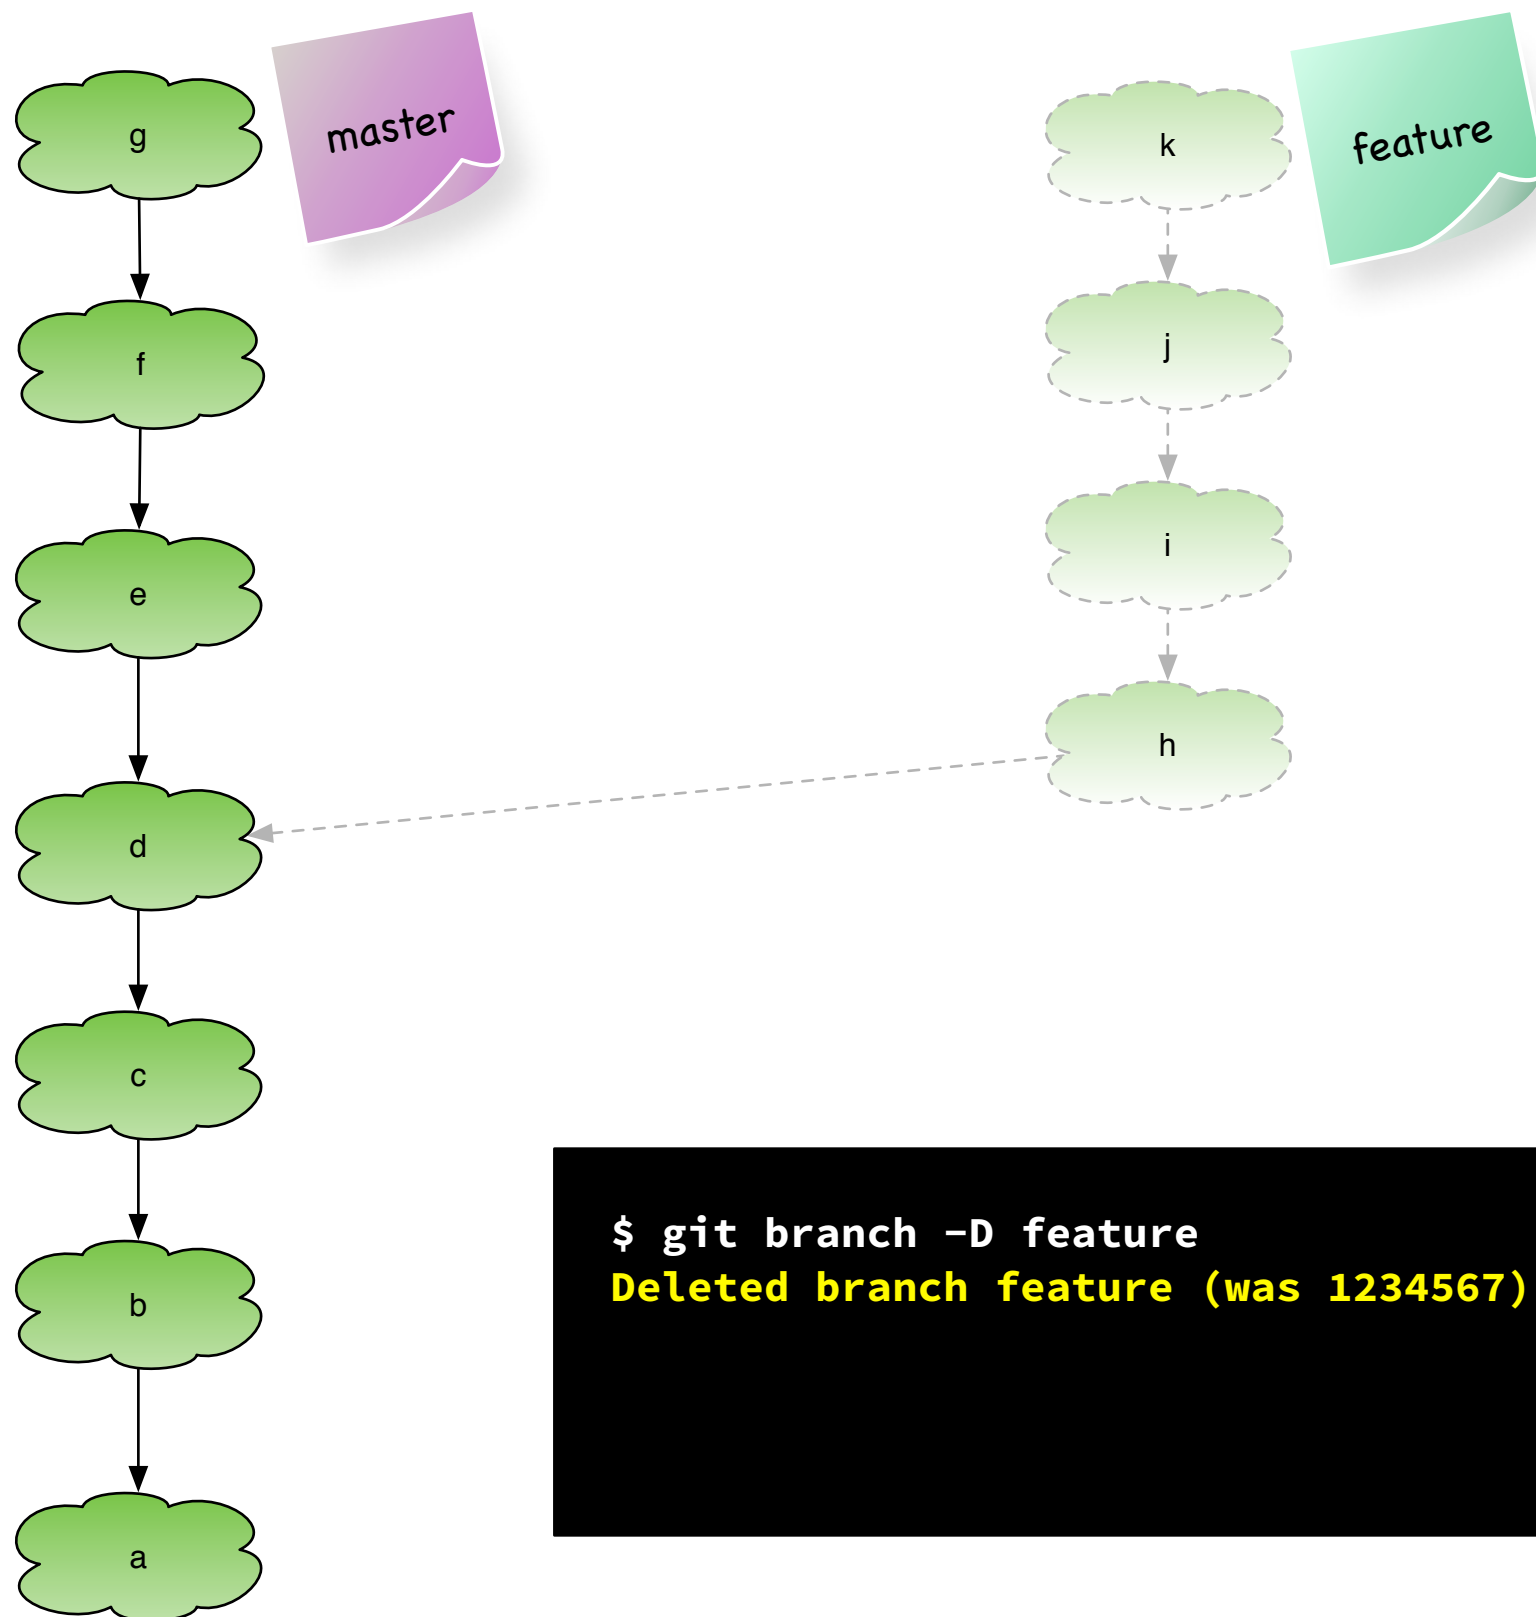 master
feature
g
k
f
j
e
i
d
h
c
b
a
$ git branch -D feature
Deleted branch feature (was 1234567)